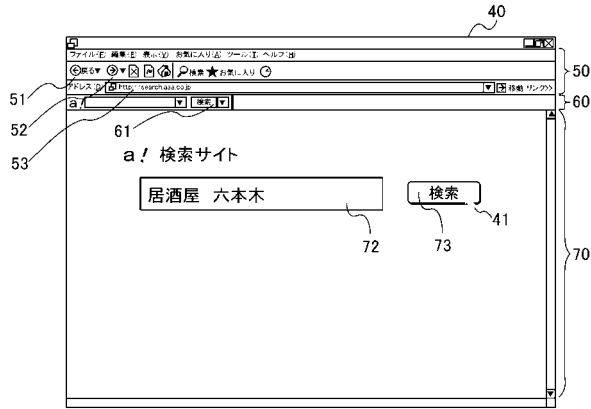 40
ファイル(F) 編集(E) 表示(V) お気に入り(A) ツール(T) ヘルプ(H)
戻る 検索 お気に入り
50
51
アドレス(D) http://search.aaa.co.jp 移動 リンク>>
a! 検索
60
52
61
53
a! 検索サイト
居酒屋 六本木 検索
72
73
41
70